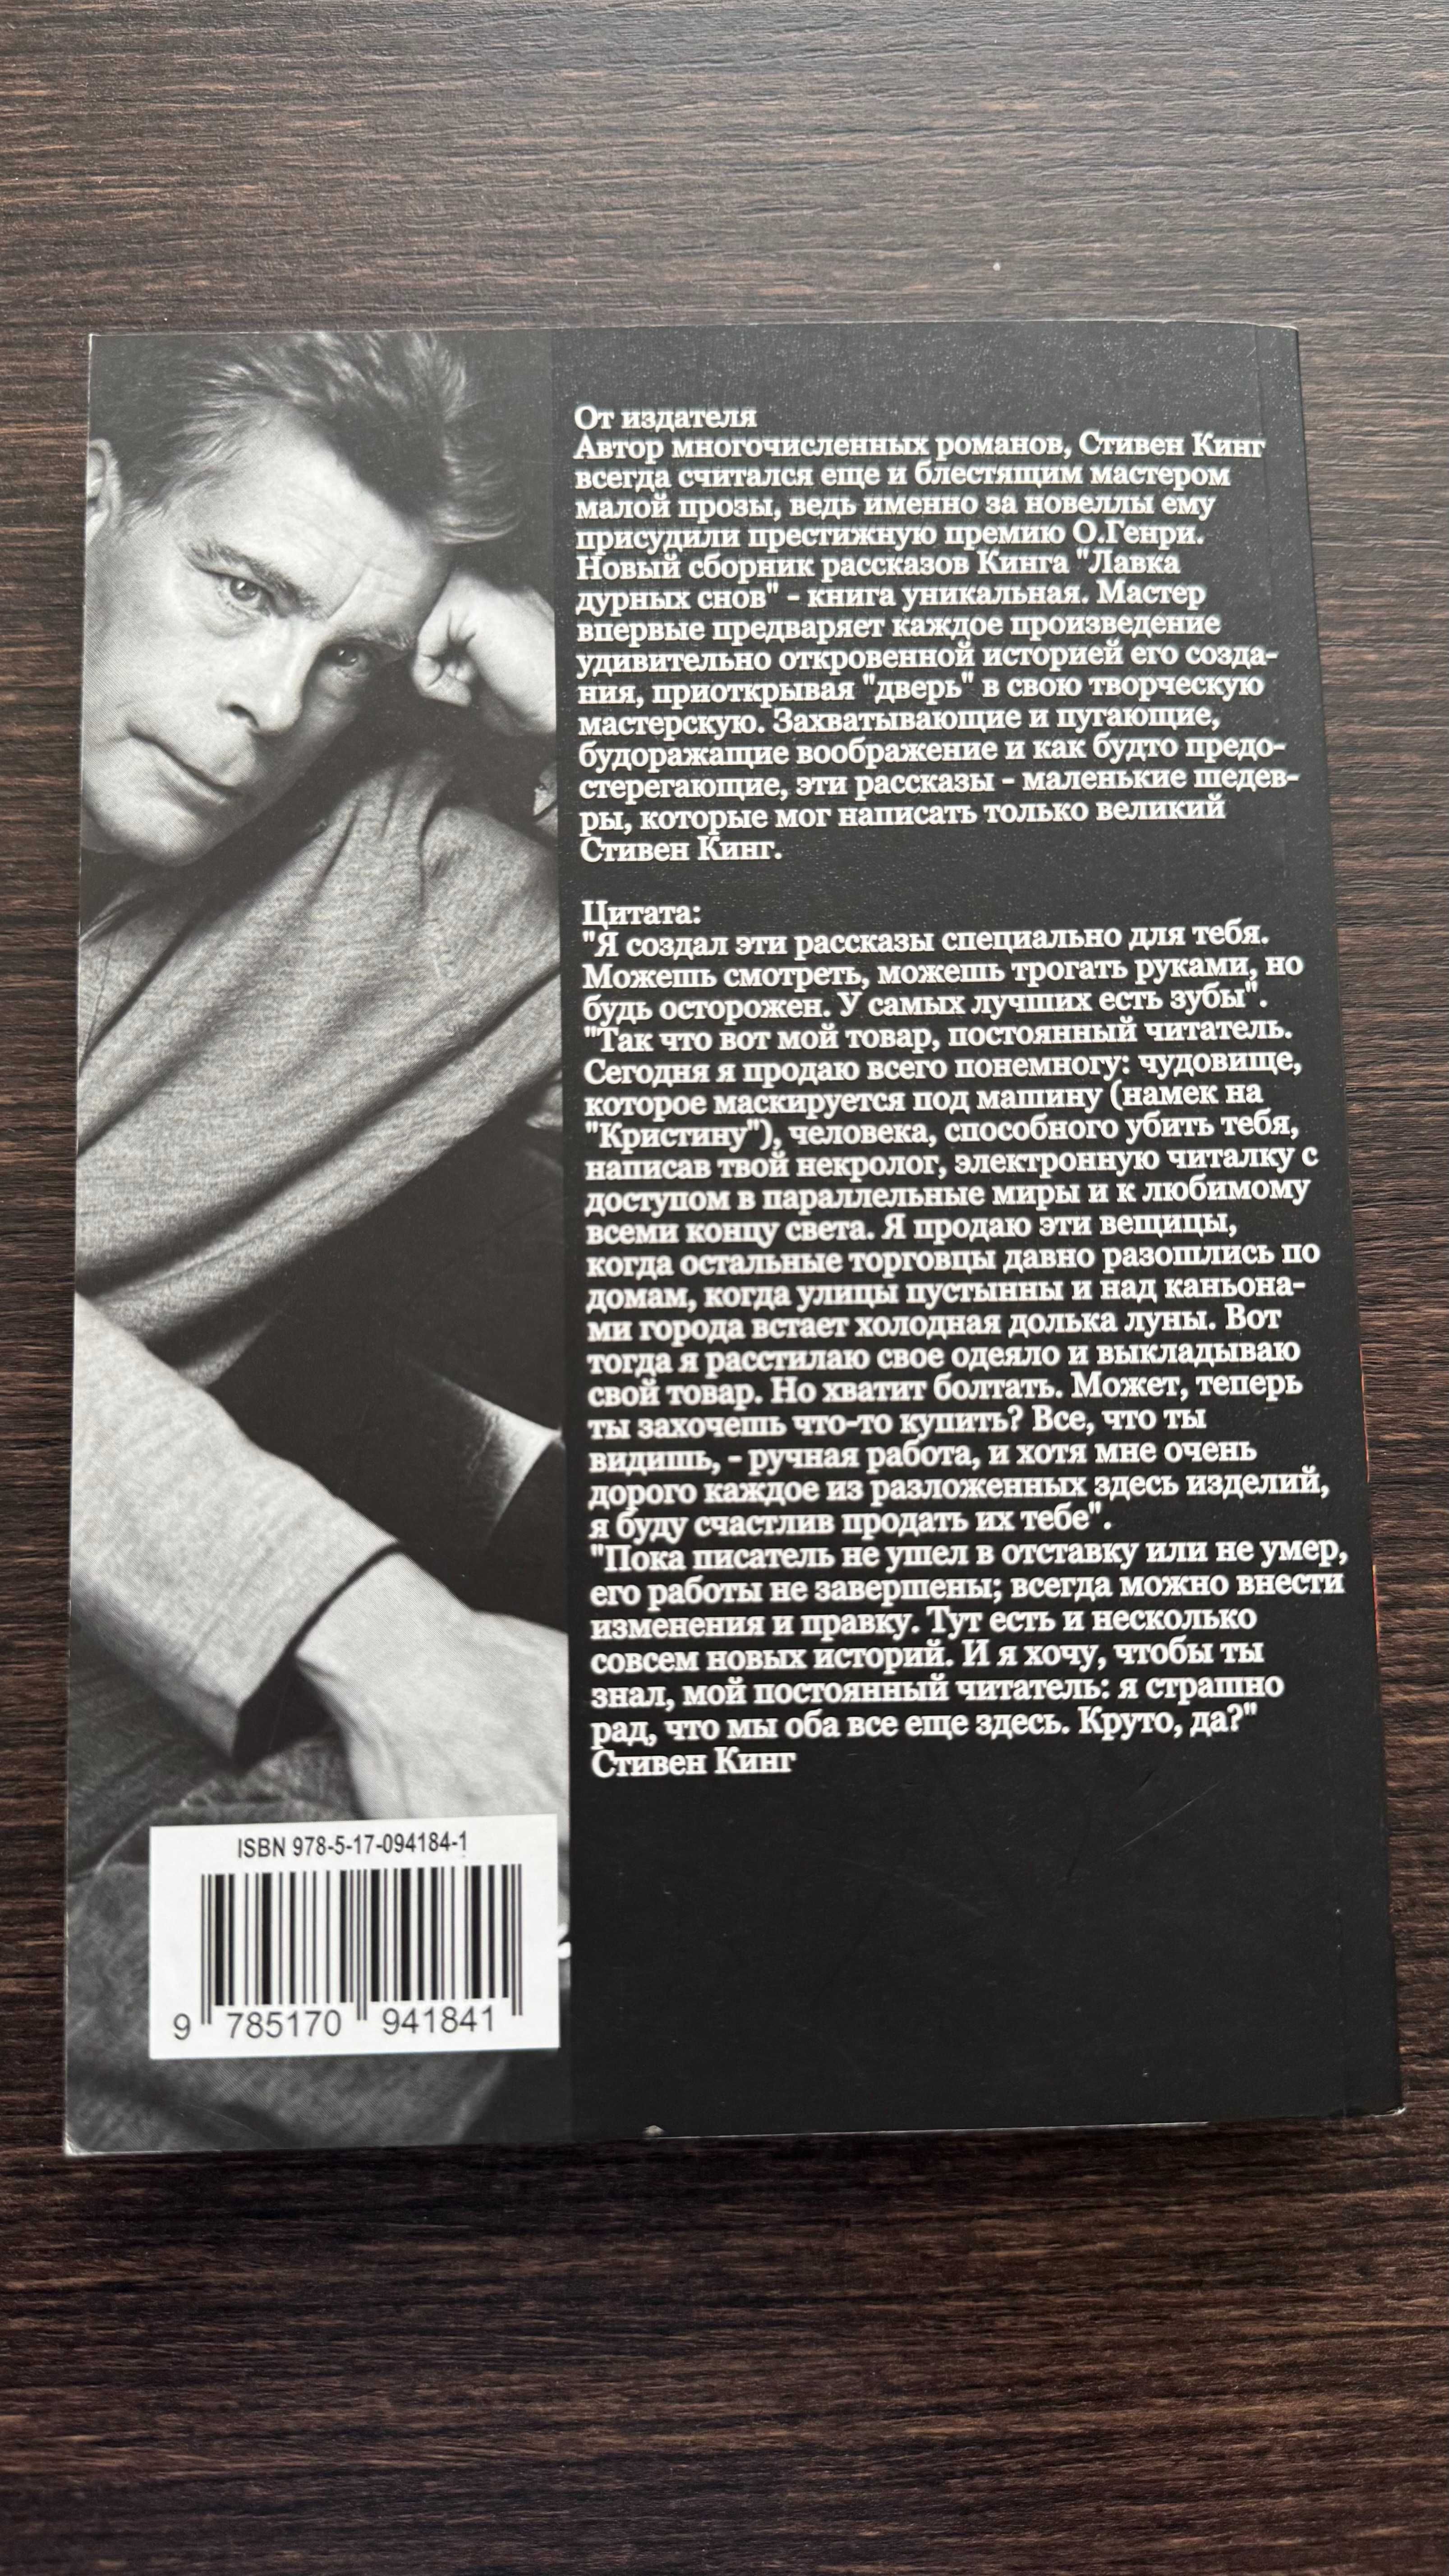 От издателя
Автор многочисленных романов, Стивен Кинг
всегда считался еще и блестящим мастером
малой прозы, ведь именно за новеллы ему
присудили престижную премию О.Генри.
Новый сборник рассказов Кинга "Лавка
дурных снов" - книга уникальная. Мастер
впервые предваряет каждое произведение
удивительно откровенной историей его созда-
ния, приоткрывая "дверь" в свою творческую
мастерскую. Захватывающие и пугающие,
будоражащие воображение и как будто предо-
стерегающие, эти рассказы - маленькие шедев-
ры, которые мог написать только великий
Стивен Кинг.
Цитата:
"Я создал эти рассказы специально для тебя.
Можешь смотреть, можешь трогать руками, но
будь осторожен. У самых лучших есть зубы".
"Так что вот мой товар, постоянный читатель.
Сегодня я продаю всего понемногу: чудовище,
которое маскируется под машину (намек на
"Кристину"), человека, способного убить тебя,
написав твой некролог, электронную читалку с
доступом в параллельные миры и к любимому
всеми концу света. Я продаю эти вещицы,
когда остальные торговцы давно разошлись по
домам, когда улицы пустынны и над каньона-
ми города встает холодная долька луны. Вот
тогда я расстилаю свое одеяло и выкладываю
свой товар. Но хватит болтать. Может, теперь
ты захочешь что-то купить? Все, что ты
видишь, - ручная работа, и хотя мне очень
дорого каждое из разложенных здесь изделий,
я буду счастлив продать их тебе".
"Пока писатель не ушел в отставку или не умер,
его работы не завершены; всегда можно внести
изменения и правку. Тут есть и несколько
совсем новых историй. И я хочу, чтобы ты
знал, мой постоянный читатель: я страшно
рад, что мы оба все еще здесь. Круто, да?"
Стивен Кинг
ISBN 978-5-17-094184-1
9 785170 941841